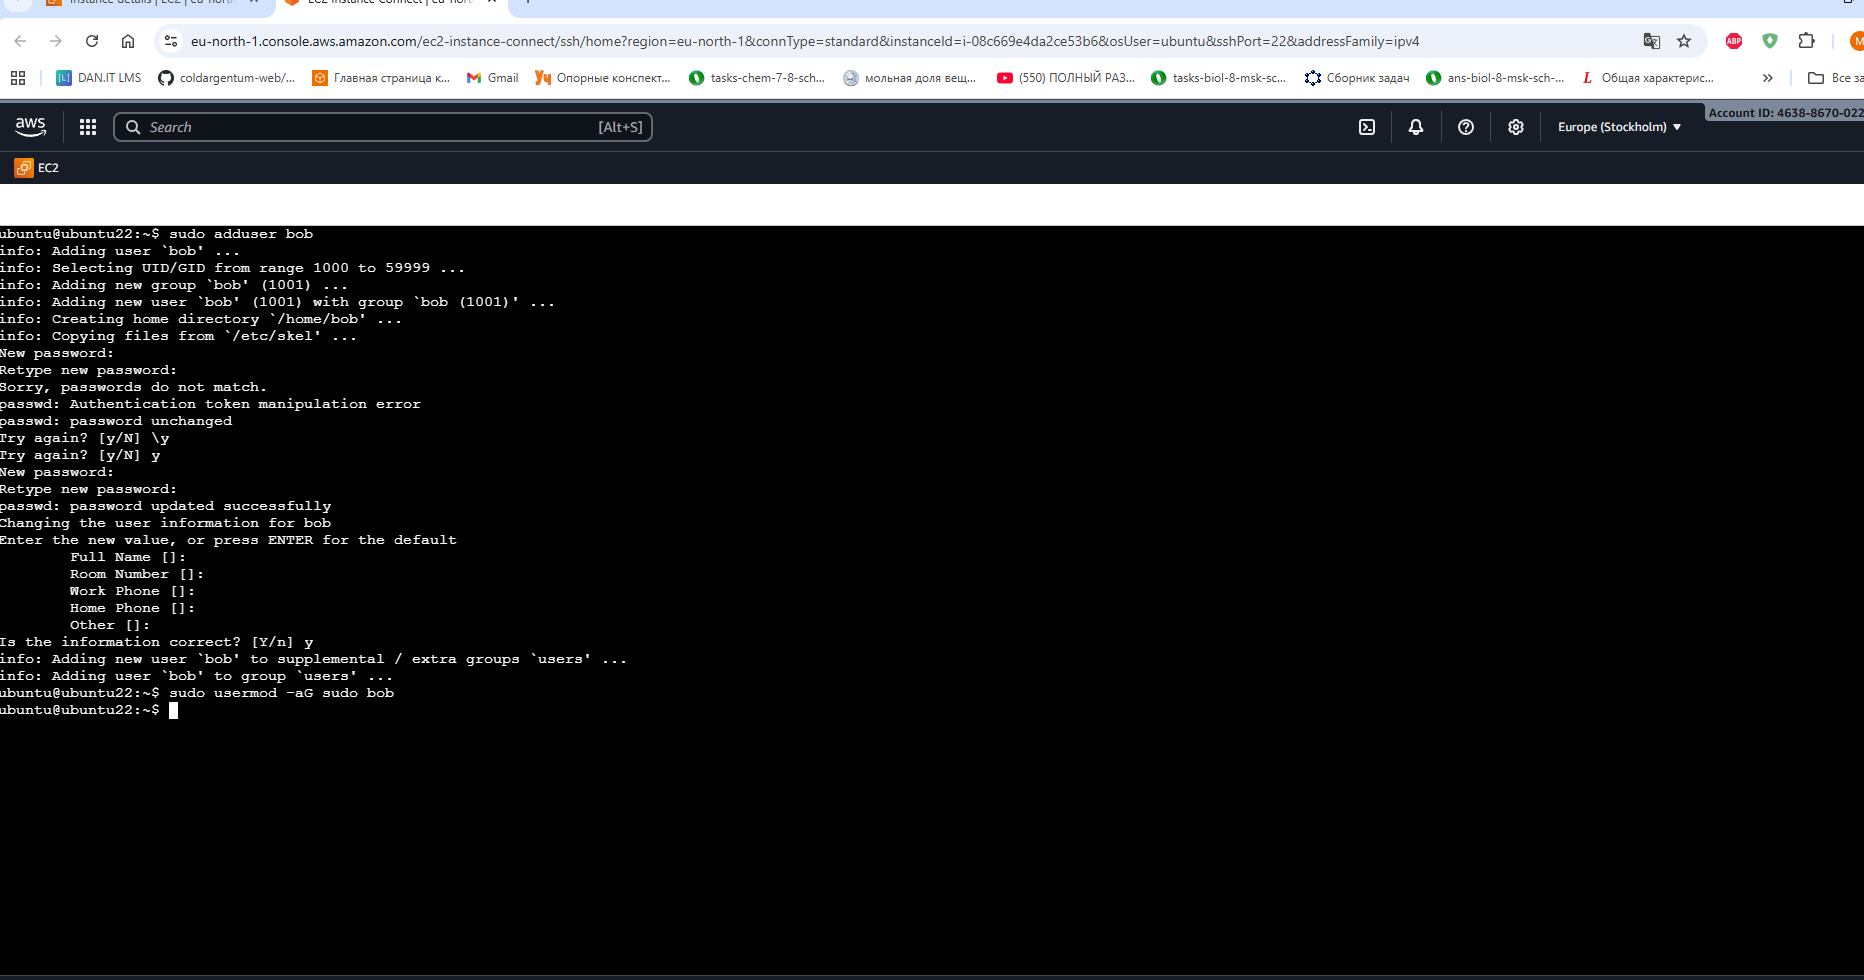 Instance details | EC2 | eu-north
EC2 Instance Connect | eu-north
eu-north-1.console.aws.amazon.com/ec2-instance-connect/ssh/home?region=eu-north-1&connType=standard&instanceId=i-08c669e4da2ce53b6&osUser=ubuntu&sshPort=22&addressFamily=ipv4
ABP
M
[L] DAN.IT LMS
coldargentum-web/...
Главная страница к...
Gmail
Уч Опорные конспект...
tasks-chem-7-8-sch...
мольная доля вещ...
(550) ПОЛНЫЙ РАЗ...
tasks-biol-8-msk-sc...
Сборник задач
ans-biol-8-msk-sch-...
L Общая характерис...
Все за
aws
Search [Alt+S]
Europe (Stockholm)
Account ID: 4638-8670-022
EC2
ubuntu@ubuntu22:~$ sudo adduser bob
info: Adding user `bob' ...
info: Selecting UID/GID from range 1000 to 59999 ...
info: Adding new group `bob' (1001) ...
info: Adding new user `bob' (1001) with group `bob (1001)' ...
info: Creating home directory `/home/bob' ...
info: Copying files from `/etc/skel' ...
New password:
Retype new password:
Sorry, passwords do not match.
passwd: Authentication token manipulation error
passwd: password unchanged
Try again? [y/N] \y
Try again? [y/N] y
New password:
Retype new password:
passwd: password updated successfully
Changing the user information for bob
Enter the new value, or press ENTER for the default
Full Name []:
Room Number []:
Work Phone []:
Home Phone []:
Other []:
Is the information correct? [Y/n] y
info: Adding new user `bob' to supplemental / extra groups `users' ...
info: Adding user `bob' to group `users' ...
ubuntu@ubuntu22:~$ sudo usermod -aG sudo bob
ubuntu@ubuntu22:~$